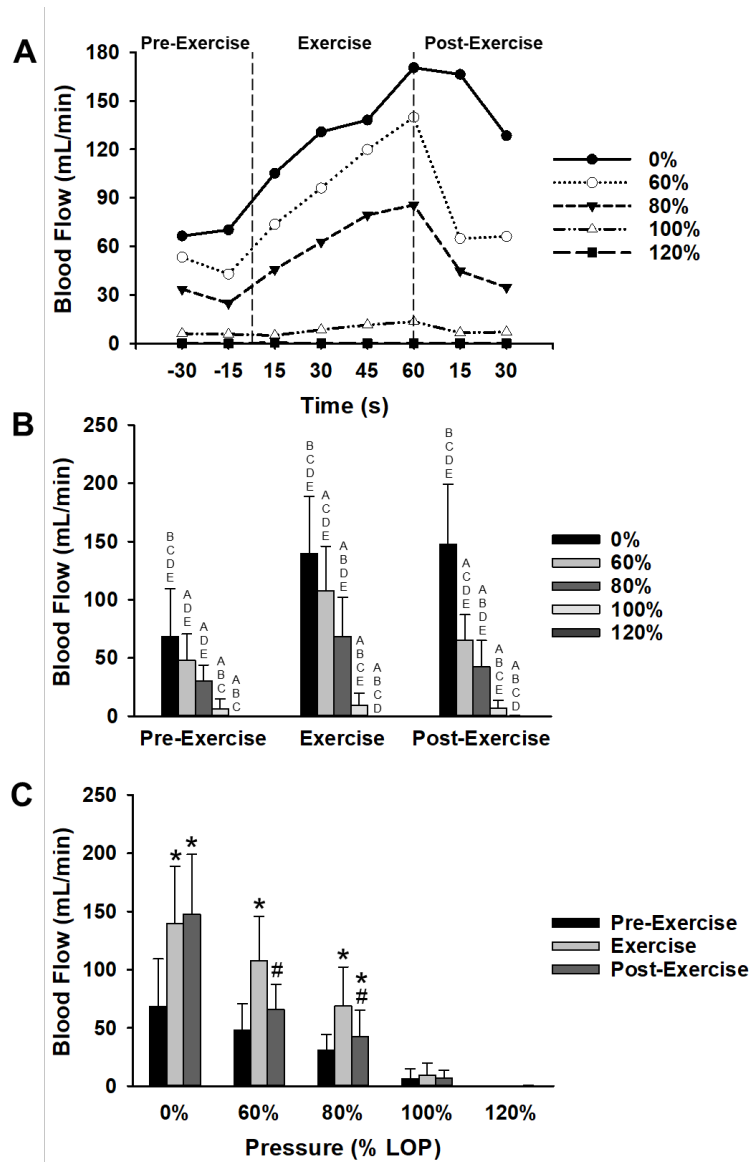 A
Pre-Exercise Exercise Post-Exercise
180
150
120
90
60
30
0
Blood Flow (mL/min)
-30 -15 15 30 45 60 15 30
Time (s)
0%
60%
80%
100%
120%
B
250
200
150
100
50
0
Blood Flow (mL/min)
B
C
D
E
A
D
E
A
D
E
A
B
C
A
B
C
B
C
D
E
A
C
D
E
A
B
D
E
A
B
C
E
A
B
C
D
B
C
D
E
A
C
D
E
A
B
D
E
A
B
C
E
A
B
C
D
Pre-Exercise Exercise Post-Exercise
0%
60%
80%
100%
120%
C
250
200
150
100
50
0
Blood Flow (mL/min)
* *
* #
* *
#
0% 60% 80% 100% 120%
Pressure (% LOP)
Pre-Exercise
Exercise
Post-Exercise